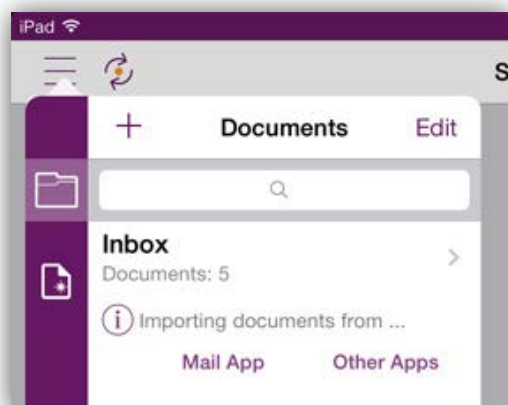 iPad
S
+ Documents Edit
Inbox
Documents: 5
i Importing documents from ...
Mail App Other Apps